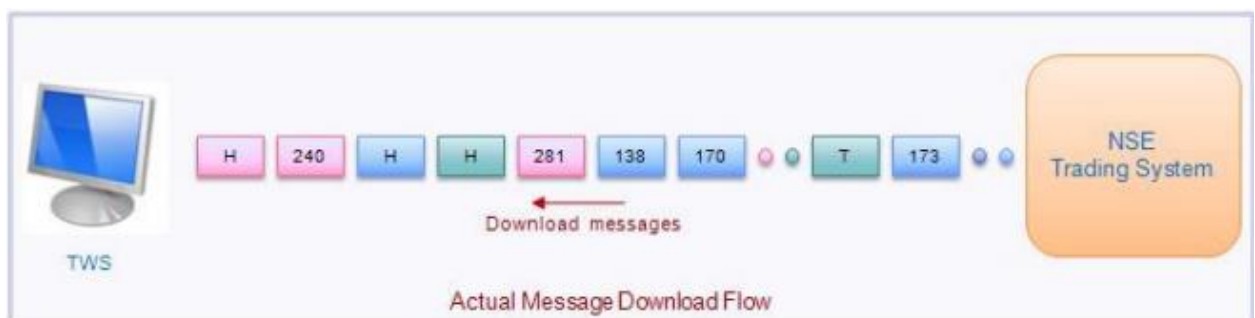 H 240 H H 281 138 170 T 173
NSE
Trading System
Download messages
TWS
Actual Message Download Flow